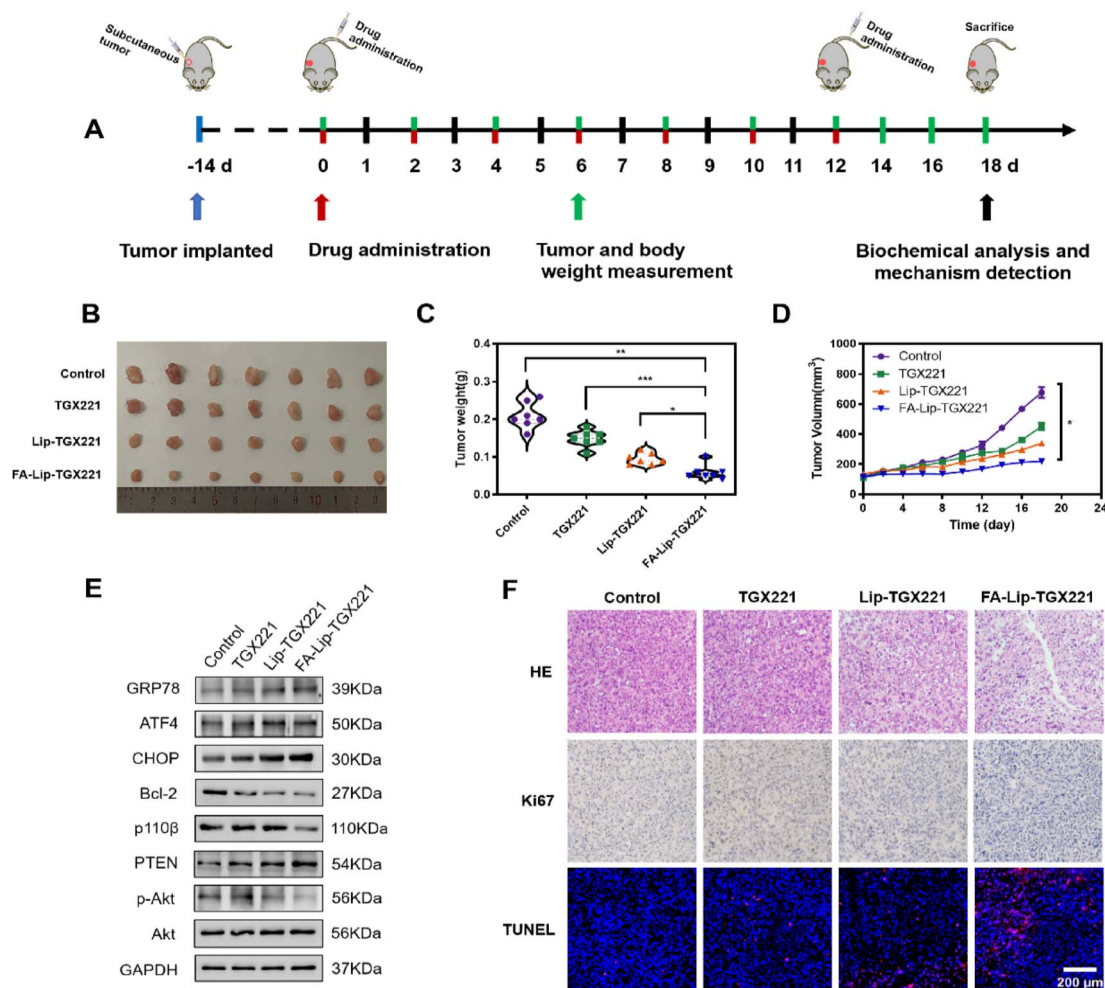 Subcutaneous
tumor
Drug
administration
Drug
administration
Sacrifice
A
-14 d 0 1 2 3 4 5 6 7 8 9 10 11 12 14 16 18 d
Tumor implanted
Drug administration
Tumor and body
weight measurement
Biochemical analysis and
mechanism detection
B
Control
TGX221
Lip-TGX221
FA-Lip-TGX221
C
Tumor weight(g)
0.4
0.3
0.2
0.1
0.0
**
***
*
Control
TGX221
Lip-TGX221
FA-Lip-TGX221
D
Tumor Volumn(mm3)
1000
800
600
400
200
0
Control
TGX221
Lip-TGX221
FA-Lip-TGX221
*
0 4 8 12 16 20 24
Time (day)
E
Control TGX221 Lip-TGX221 FA-Lip-TGX221
GRP78 39KDa
ATF4 50KDa
CHOP 30KDa
Bcl-2 27KDa
p110β 110KDa
PTEN 54KDa
p-Akt 56KDa
Akt 56KDa
GAPDH 37KDa
F
Control TGX221 Lip-TGX221 FA-Lip-TGX221
HE
Ki67
TUNEL
200 μm